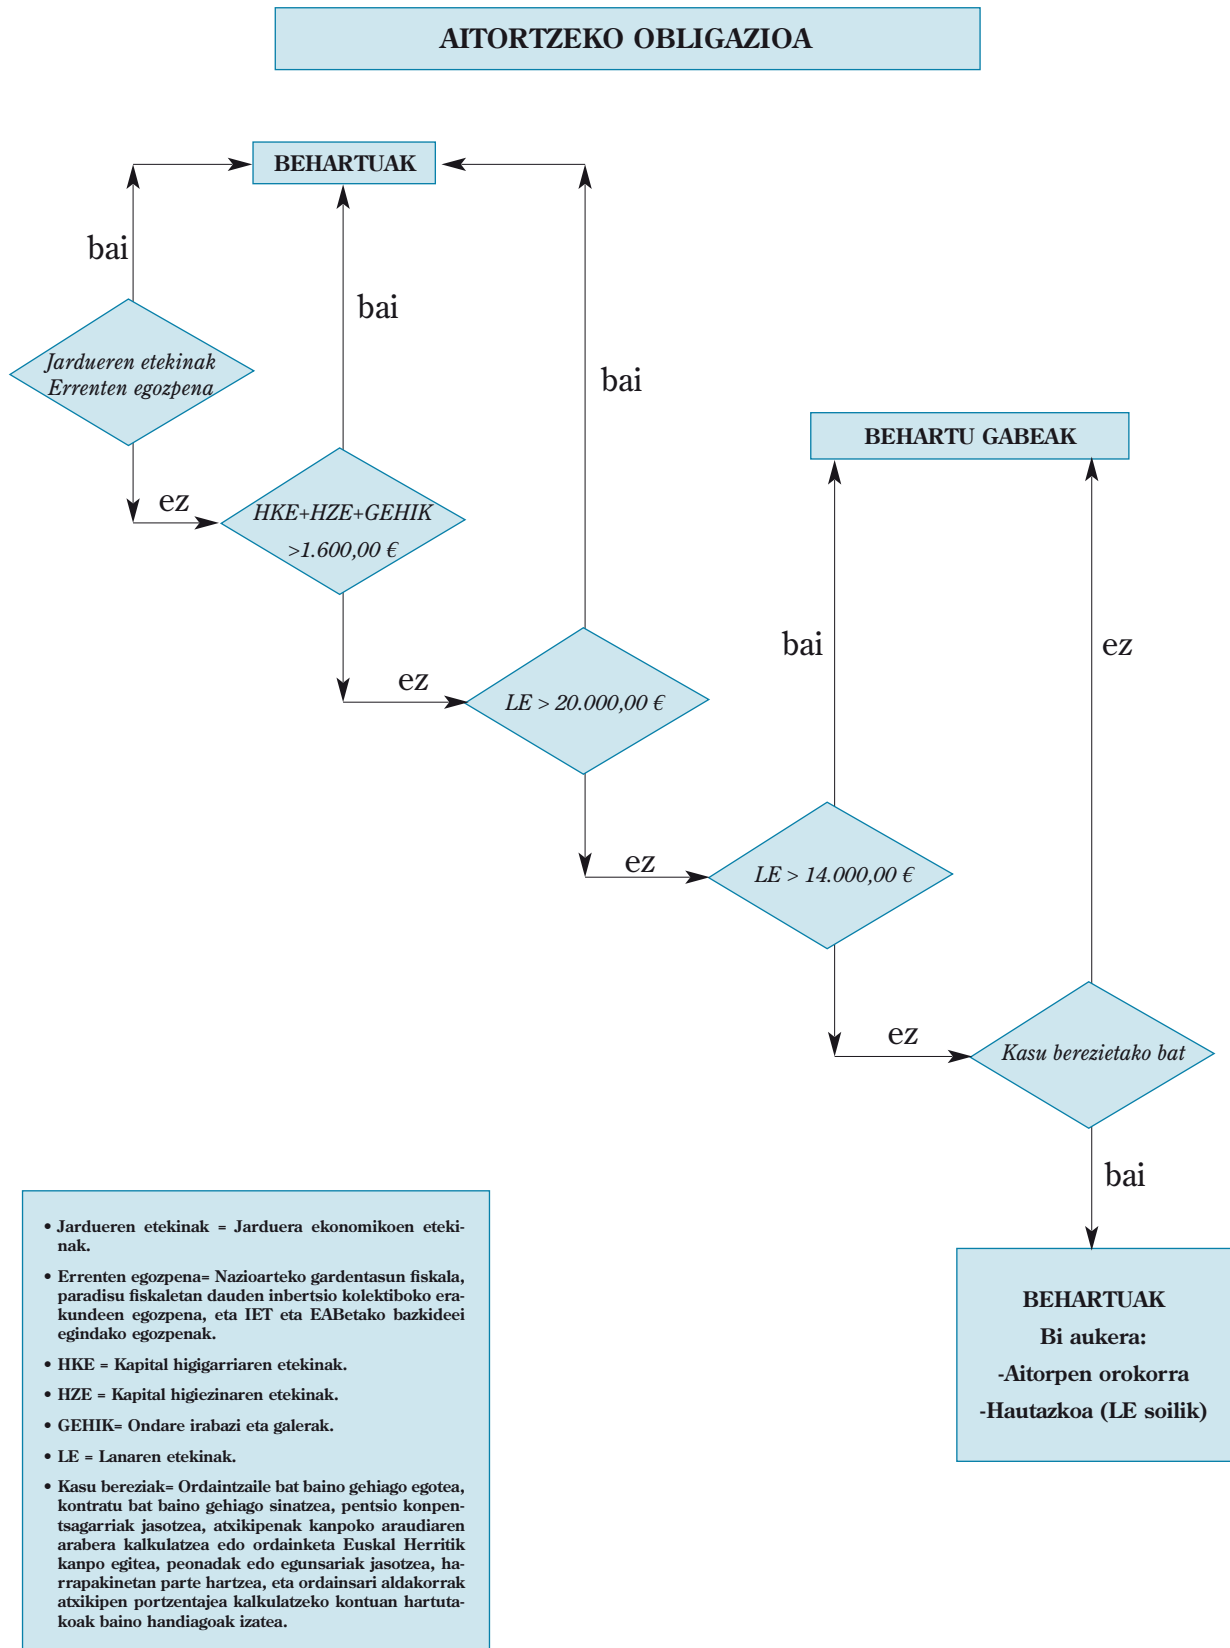 AITORTZEKO OBLIGAZIOA
BEHARTUAK
bai
bai
bai
Jardueren etekinak
Errenten egozpena
BEHARTU GABEAK
ez
HKE+HZE+GEHIK
>1.600,00 €
bai
ez
ez
LE > 20.000,00 €
ez
LE > 14.000,00 €
ez
Kasu berezietako bat
bai
• Jardueren etekinak = Jarduera ekonomikoen eteki-
nak.
• Errenten egozpena= Nazioarteko gardentasun fiskala,
paradisu fiskaletan dauden inbertsio kolektiboko era-
kundeen egozpena, eta IET eta EABetako bazkideei
egindako egozpenak.
• HKE = Kapital higigarriaren etekinak.
• HZE = Kapital higiezinaren etekinak.
• GEHIK= Ondare irabazi eta galerak.
• LE = Lanaren etekinak.
• Kasu bereziak= Ordaintzaile bat baino gehiago egotea,
kontratu bat baino gehiago sinatzea, pentsio konpen-
tsagarriak jasotzea, atxikipenak kanpoko araudiaren
arabera kalkulatzea edo ordainketa Euskal Herritik
kanpo egitea, peonadak edo egunsariak jasotzea, ha-
rrapakinetan parte hartzea, eta ordainsari aldakorrak
atxikipen portzentajea kalkulatzeko kontuan hartuta-
koak baino handiagoak izatea.
BEHARTUAK
Bi aukera:
-Aitorpen orokorra
-Hautazkoa (LE soilik)